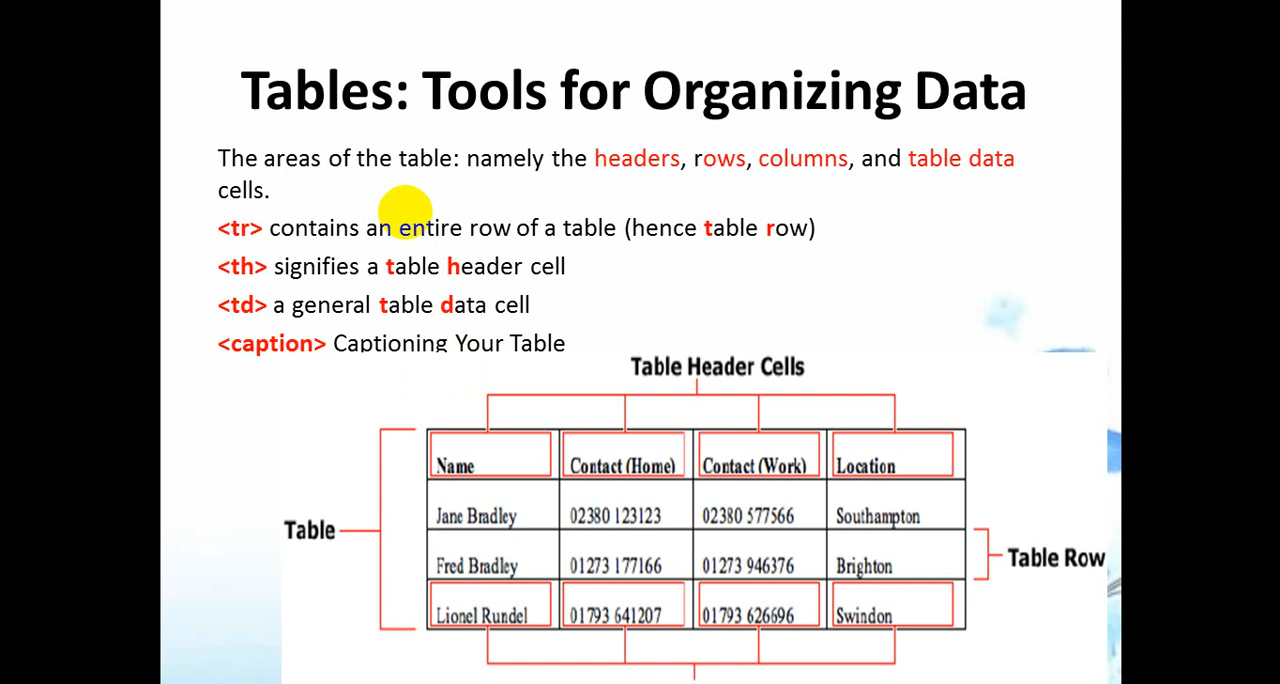 Tables: Tools for Organizing Data
The areas of the table: namely the headers, rows, columns, and table data
cells.
<tr> contains an entire row of a table (hence table row)
<th> signifies a table header cell
<td> a general table data cell
<caption> Captioning Your Table
Table Header Cells
Name Contact (Home) Contact (Work) Location
Jane Bradley 02380 123123 02380 577566 Southampton
Table
Fred Bradley 01273 177166 01273 946376 Brighton
Table Row
Lionel Rundel 01793 641207 01793 626696 Swindon